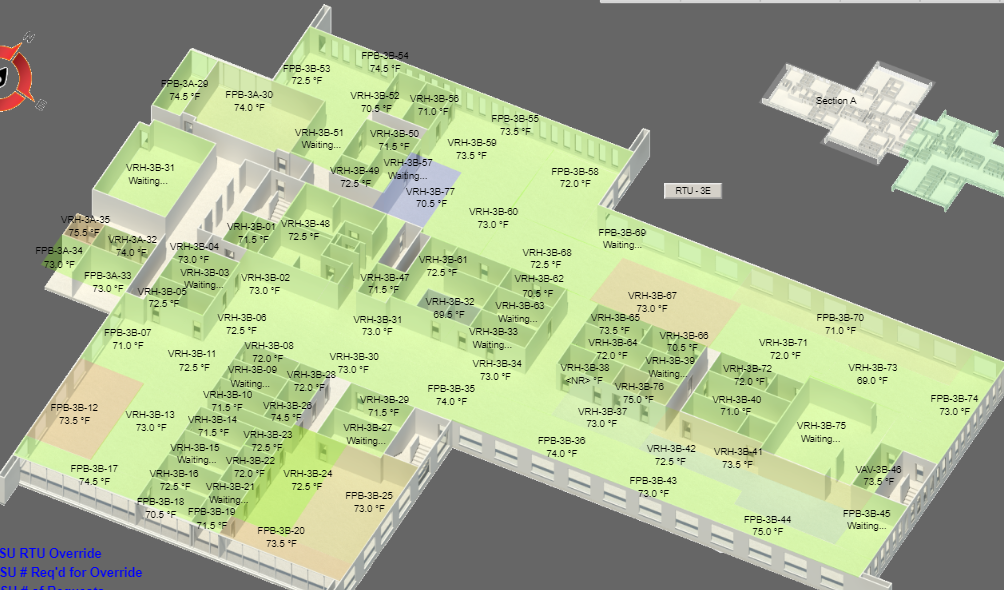 FPB-3B-54
74.5 °F
FPB-3B-53
72.5 °F
FPB-3A-29
74.5 °F
FPB-3A-30
74.0 °F
VRH-3B-52
70.5 °F
VRH-3B-56
71.0 °F
Section A
FPB-3B-55
73.5 °F
VRH-3B-51
Waiting...
VRH-3B-50
71.5 °F
VRH-3B-59
73.5 °F
VRH-3B-31
Waiting...
VRH-3B-49
72.5 °F
VRH-3B-57
Waiting...
FPB-3B-58
72.0 °F
VRH-3B-77
70.5 °F
RTU - 3E
VRH-3B-60
73.0 °F
VRH-3A-35
75.5 °F
VRH-3B-01
71.5 °F
VRH-3B-48
72.5 °F
FPB-3B-69
Waiting...
VRH-3A-32
74.0 °F
FPB-3A-34
73.0 °F
VRH-3B-04
73.0 °F
VRH-3B-61
72.5 °F
VRH-3B-68
72.5 °F
FPB-3A-33
73.0 °F
VRH-3B-03
Waiting...
VRH-3B-02
73.0 °F
VRH-3B-47
71.5 °F
VRH-3B-62
70.5 °F
VRH-3B-05
72.5 °F
VRH-3B-32
69.5 °F
VRH-3B-63
Waiting...
VRH-3B-67
73.0 °F
VRH-3B-06
72.5 °F
VRH-3B-31
73.0 °F
VRH-3B-65
73.5 °F
FPB-3B-70
71.0 °F
FPB-3B-07
71.0 °F
VRH-3B-33
Waiting...
VRH-3B-64
72.0 °F
VRH-3B-66
70.5 °F
VRH-3B-71
72.0 °F
VRH-3B-11
72.5 °F
VRH-3B-08
72.0 °F
VRH-3B-30
73.0 °F
VRH-3B-34
73.0 °F
VRH-3B-38
<NR> °F
VRH-3B-39
Waiting...
VRH-3B-72
72.0 °F
VRH-3B-73
69.0 °F
VRH-3B-09
Waiting...
VRH-3B-28
72.0 °F
FPB-3B-35
74.0 °F
VRH-3B-76
75.0 °F
VRH-3B-10
71.5 °F
VRH-3B-29
71.5 °F
VRH-3B-40
71.0 °F
FPB-3B-74
73.0 °F
FPB-3B-12
73.5 °F
VRH-3B-13
73.0 °F
VRH-3B-26
74.5 °F
VRH-3B-37
73.0 °F
VRH-3B-14
71.5 °F
VRH-3B-27
Waiting...
VRH-3B-75
Waiting...
VRH-3B-23
72.5 °F
FPB-3B-36
74.0 °F
VRH-3B-42
72.5 °F
VRH-3B-41
73.5 °F
VRH-3B-15
Waiting...
VRH-3B-22
72.0 °F
FPB-3B-17
74.5 °F
VRH-3B-16
72.5 °F
VRH-3B-24
72.5 °F
VAV-3B-46
73.5 °F
VRH-3B-21
Waiting...
FPB-3B-43
73.0 °F
FPB-3B-25
73.0 °F
FPB-3B-18
70.5 °F
FPB-3B-19
71.5 °F
FPB-3B-44
75.0 °F
FPB-3B-45
Waiting...
FPB-3B-20
73.5 °F
SU RTU Override
SU # Req'd for Override
SU # of Requests